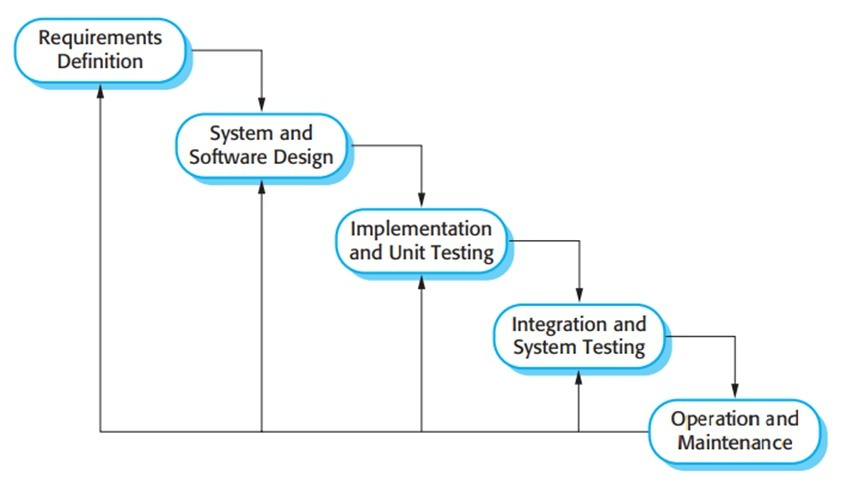 Requirements
Definition
System and
Software Design
Implementation
and Unit Testing
Integration and
System Testing
Operation and
Maintenance